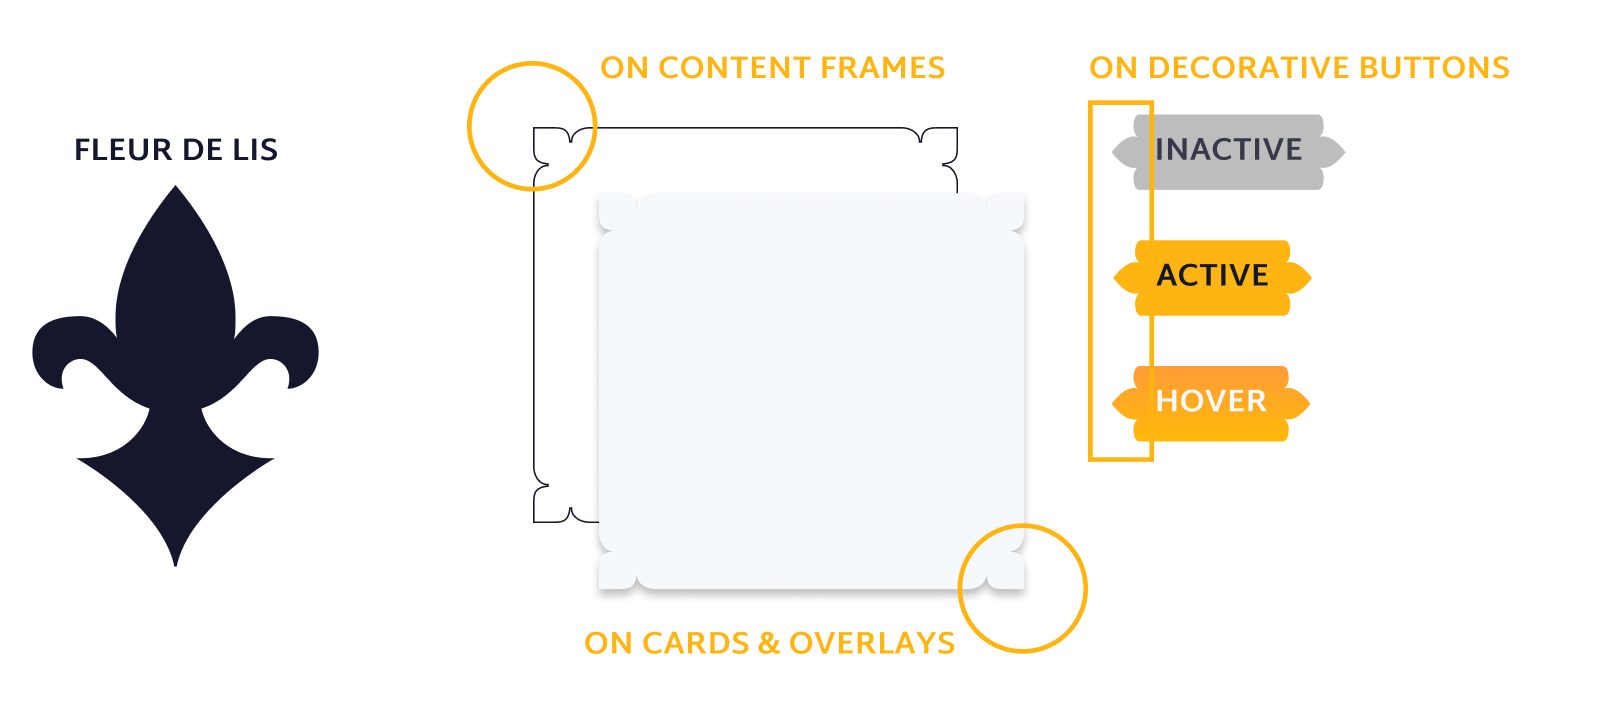 FLEUR DE LIS
ON CONTENT FRAMES
ON CARDS & OVERLAYS
ON DECORATIVE BUTTONS
INACTIVE
ACTIVE
HOVER